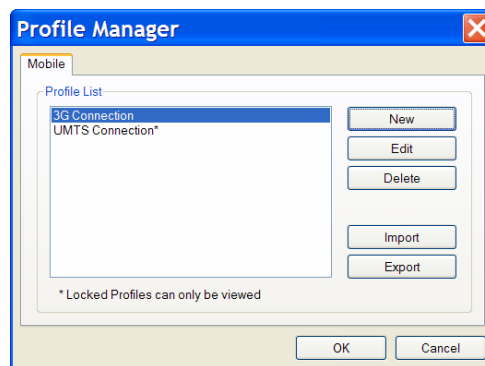 Profile Manager
Mobile
Profile List
3G Connection
UMTS Connection*
New
Edit
Delete
Import
Export
* Locked Profiles can only be viewed
OK
Cancel